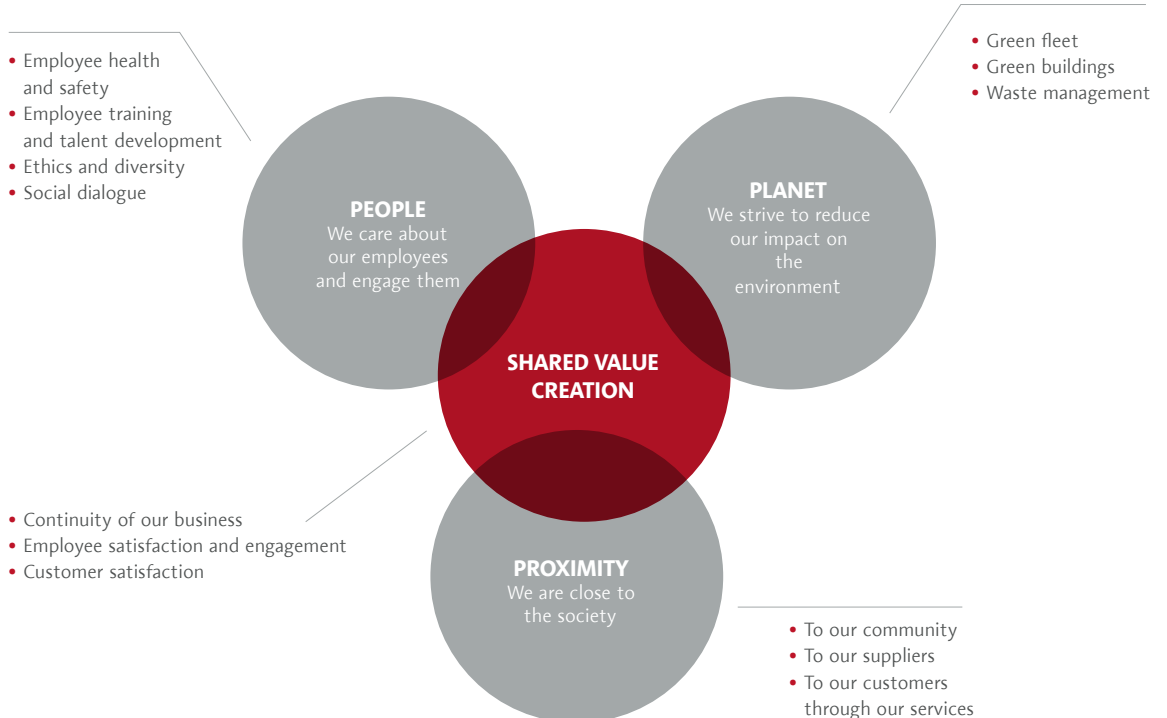 • Employee health
and safety
• Employee training
and talent development
• Ethics and diversity
• Social dialogue
• Green fleet
• Green buildings
• Waste management
PEOPLE
We care about
our employees
and engage them
PLANET
We strive to reduce
our impact on
the
environment
SHARED VALUE
CREATION
• Continuity of our business
• Employee satisfaction and engagement
• Customer satisfaction
PROXIMITY
We are close to
the society
• To our community
• To our suppliers
• To our customers
through our services